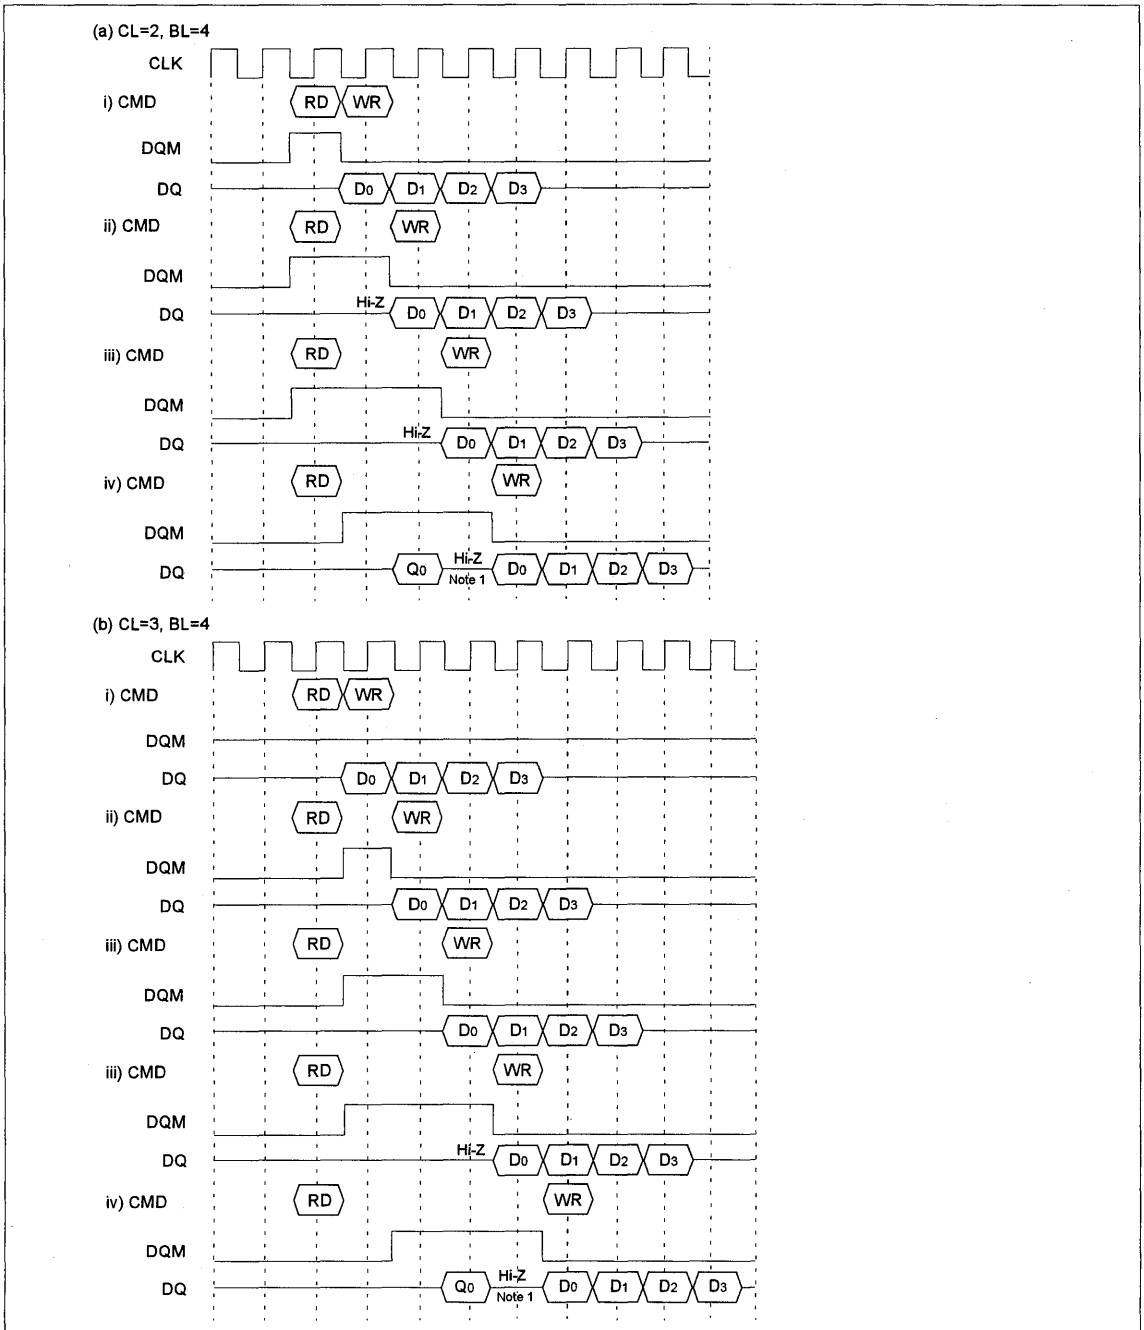 (a) CL=2, BL=4
CLK
i) CMD RD WR
DQM
DQ D0 D1 D2 D3
ii) CMD RD WR
DQM
Hi-Z
DQ D0 D1 D2 D3
iii) CMD RD WR
DQM
Hi-Z
DQ D0 D1 D2 D3
iv) CMD RD WR
DQM
Hi-Z
DQ Q0 D0 D1 D2 D3
Note 1
(b) CL=3, BL=4
CLK
i) CMD RD WR
DQM
DQ D0 D1 D2 D3
ii) CMD RD WR
DQM
DQ D0 D1 D2 D3
iii) CMD RD WR
DQM
DQ D0 D1 D2 D3
iii) CMD RD WR
DQM
Hi-Z
DQ D0 D1 D2 D3
iv) CMD RD WR
DQM
Hi-Z
DQ Q0 D0 D1 D2 D3
Note 1